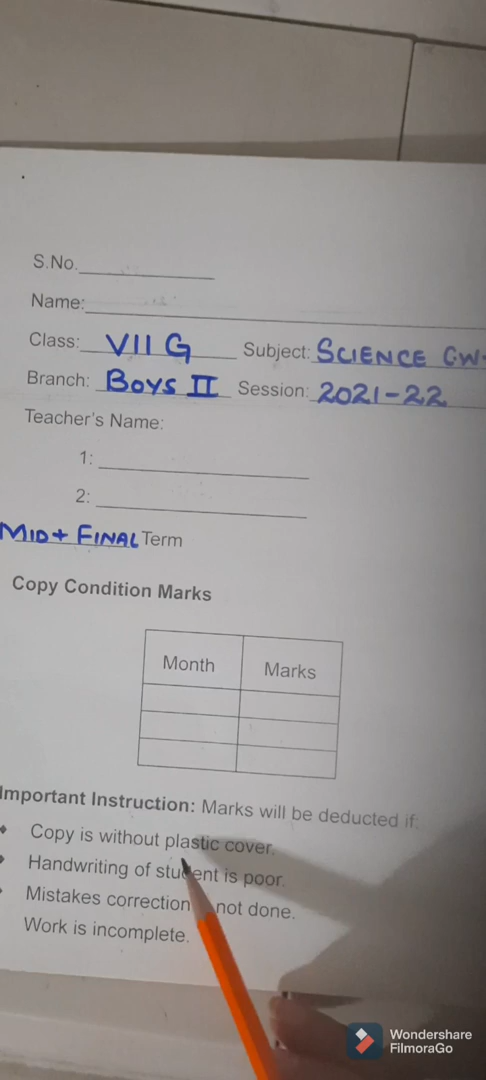 S.No.
Name:
Class: VII G Subject: SCIENCE CW-
Branch: BOYS II Session: 2021-22
Teacher's Name:
1:
2:
MID + FINAL Term
Copy Condition Marks
Month Marks
Important Instruction: Marks will be deducted if:
Copy is without plastic cover.
Handwriting of student is poor.
Mistakes correction not done.
Work is incomplete.
Wondershare
FilmoraGo